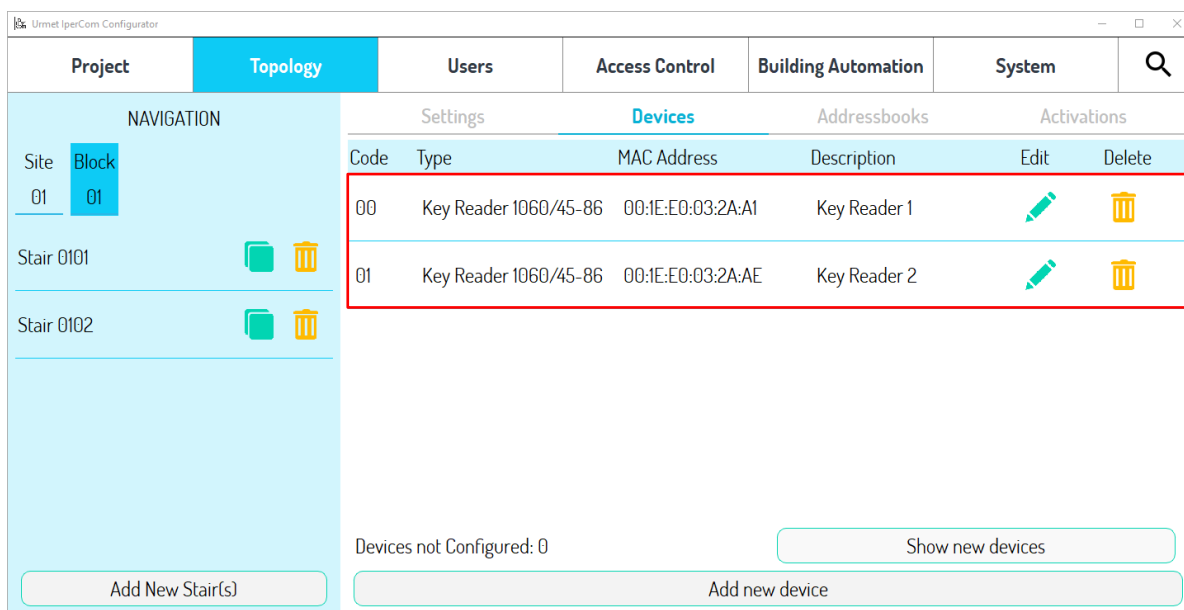 Urmet IperCom Configurator
Project Topology Users Access Control Building Automation System
NAVIGATION
Site Block
01 01
Stair 0101
Stair 0102
Add New Stair(s)
Settings Devices Addressbooks Activations
Code Type MAC Address Description Edit Delete
00 Key Reader 1060/45-86 00:1E:E0:03:2A:A1 Key Reader 1
01 Key Reader 1060/45-86 00:1E:E0:03:2A:AE Key Reader 2
Devices not Configured: 0 Show new devices
Add new device